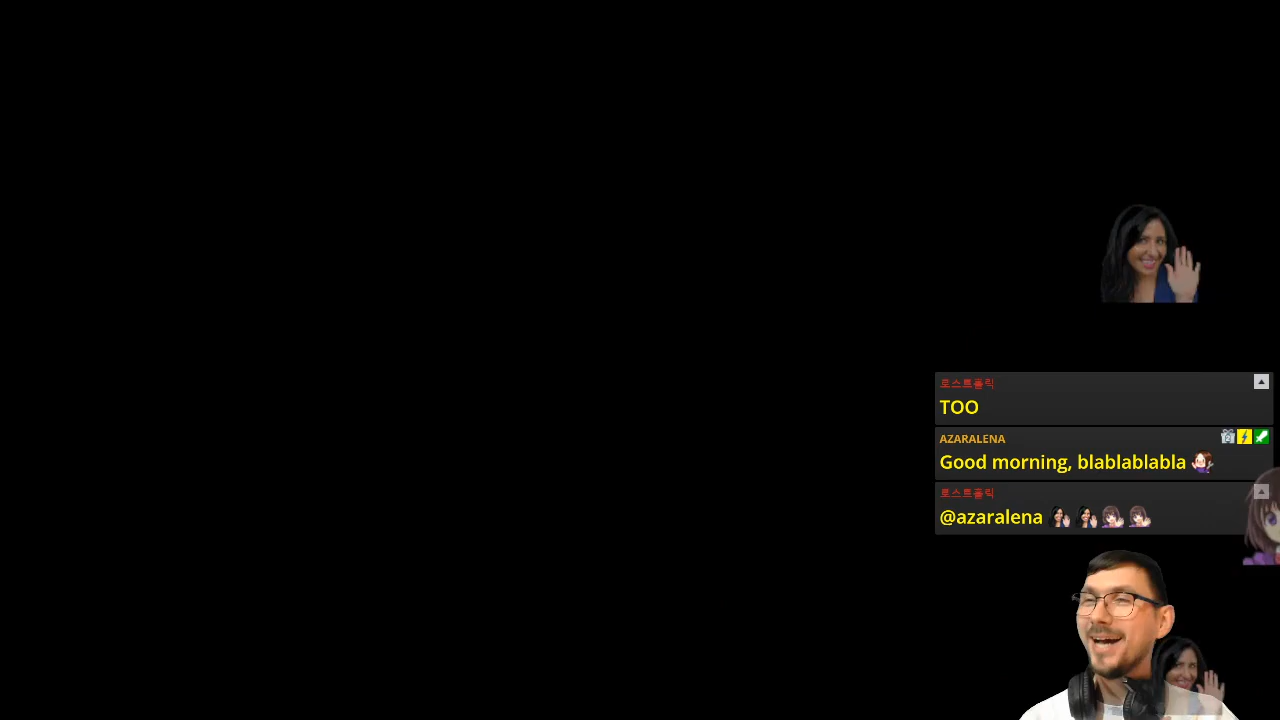 로스트홀릭
TOO
AZARALENA
Good morning, blablablabla
로스트홀릭
@azaralena